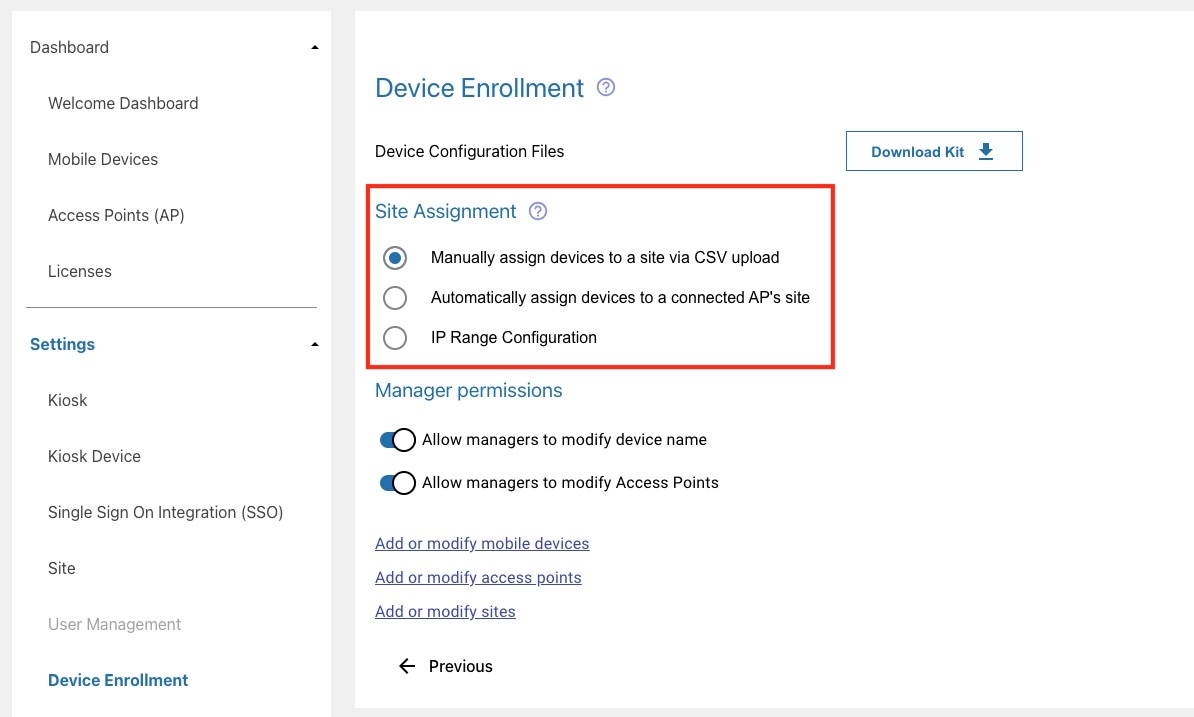 Dashboard
Welcome Dashboard
Mobile Devices
Access Points (AP)
Licenses
Settings
Kiosk
Kiosk Device
Single Sign On Integration (SSO)
Site
User Management
Device Enrollment
Device Enrollment ?
Device Configuration Files
Download Kit
Site Assignment ?
Manually assign devices to a site via CSV upload
Automatically assign devices to a connected AP's site
IP Range Configuration
Manager permissions
Allow managers to modify device name
Allow managers to modify Access Points
Add or modify mobile devices
Add or modify access points
Add or modify sites
Previous